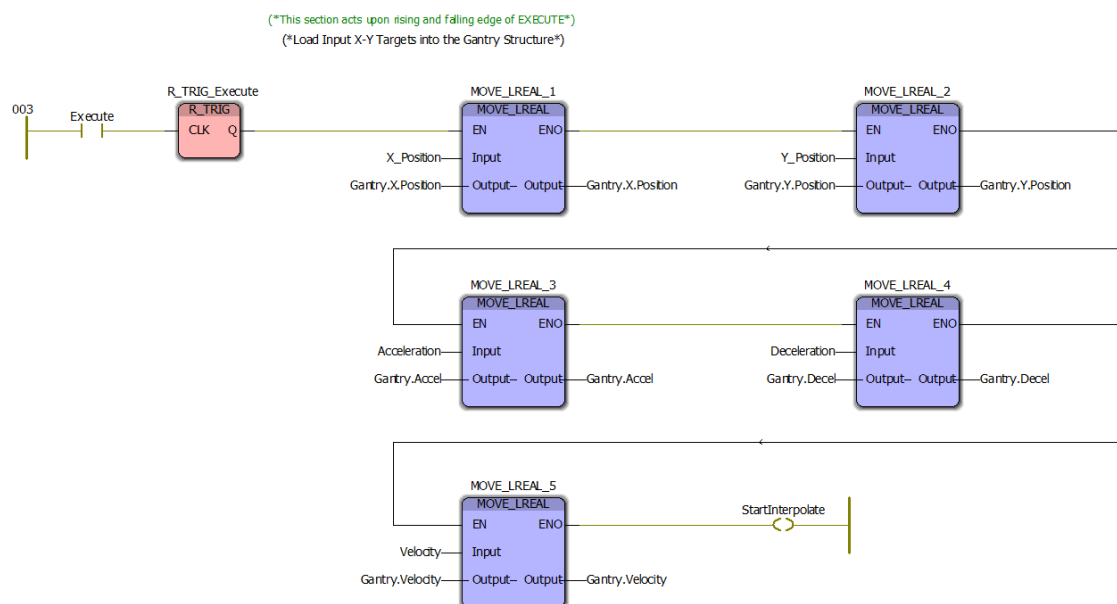 (*This section acts upon rising and falling edge of EXECUTE*)
(*Load Input X-Y Targets into the Gantry Structure*)
R_TRIG_Execute MOVE_LREAL_1 MOVE_LREAL_2
003 Execute R_TRIG MOVE_LREAL MOVE_LREAL
CLK Q EN ENO EN ENO
X_Position Input Y_Position Input
Gantry.X.Position Output Output Gantry.X.Position Gantry.Y.Position Output Output Gantry.Y.Position
MOVE_LREAL_3 MOVE_LREAL_4
MOVE_LREAL MOVE_LREAL
EN ENO EN ENO
Acceleration Input Deceleration Input
Gantry.Accel Output Output Gantry.Accel Gantry.Decel Output Output Gantry.Decel
MOVE_LREAL_5
MOVE_LREAL StartInterpolate
EN ENO
Velocity Input
Gantry.Velocity Output Output Gantry.Velocity